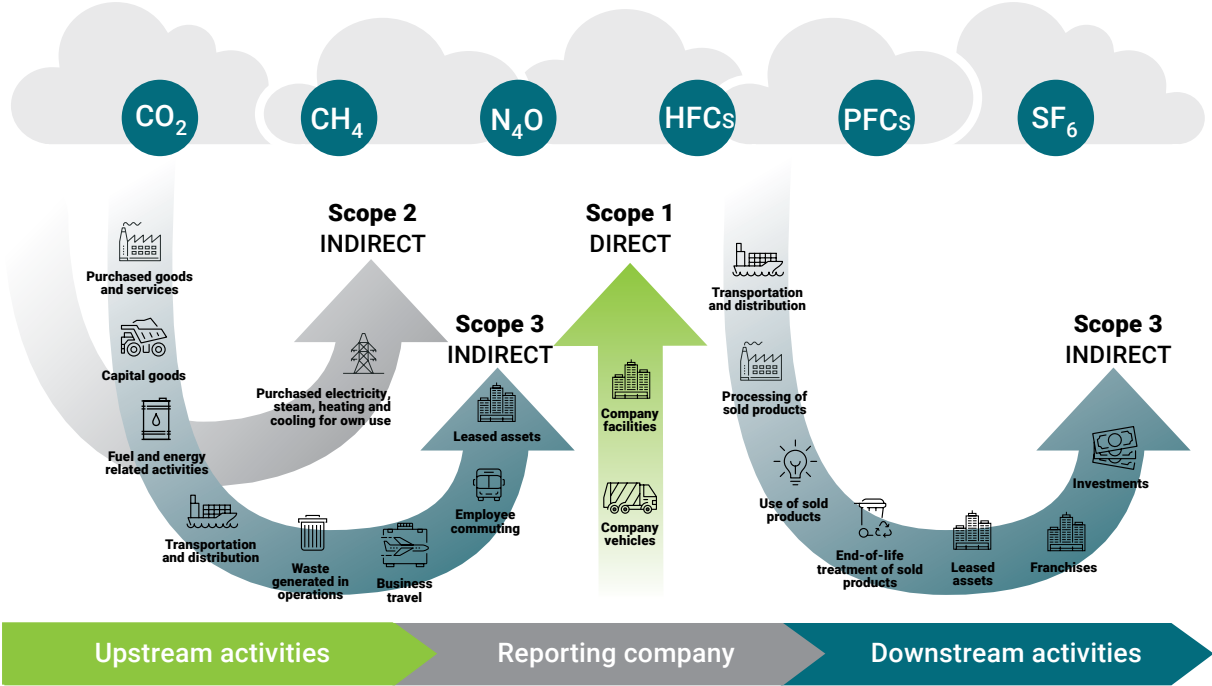 CO₂
CH₄
N₄O
HFCs
PFCs
SF₆
Scope 2
INDIRECT
Scope 1
DIRECT
Scope 3
INDIRECT
Scope 3
INDIRECT
Purchased goods
and services
Capital goods
Fuel and energy
related activities
Transportation
and distribution
Waste
generated in
operations
Business
travel
Employee
commuting
Leased assets
Purchased electricity,
steam, heating and
cooling for own use
Company
facilities
Company
vehicles
Transportation
and distribution
Processing of
sold products
Use of sold
products
End-of-life
treatment of sold
products
Leased
assets
Franchises
Investments
Upstream activities
Reporting company
Downstream activities